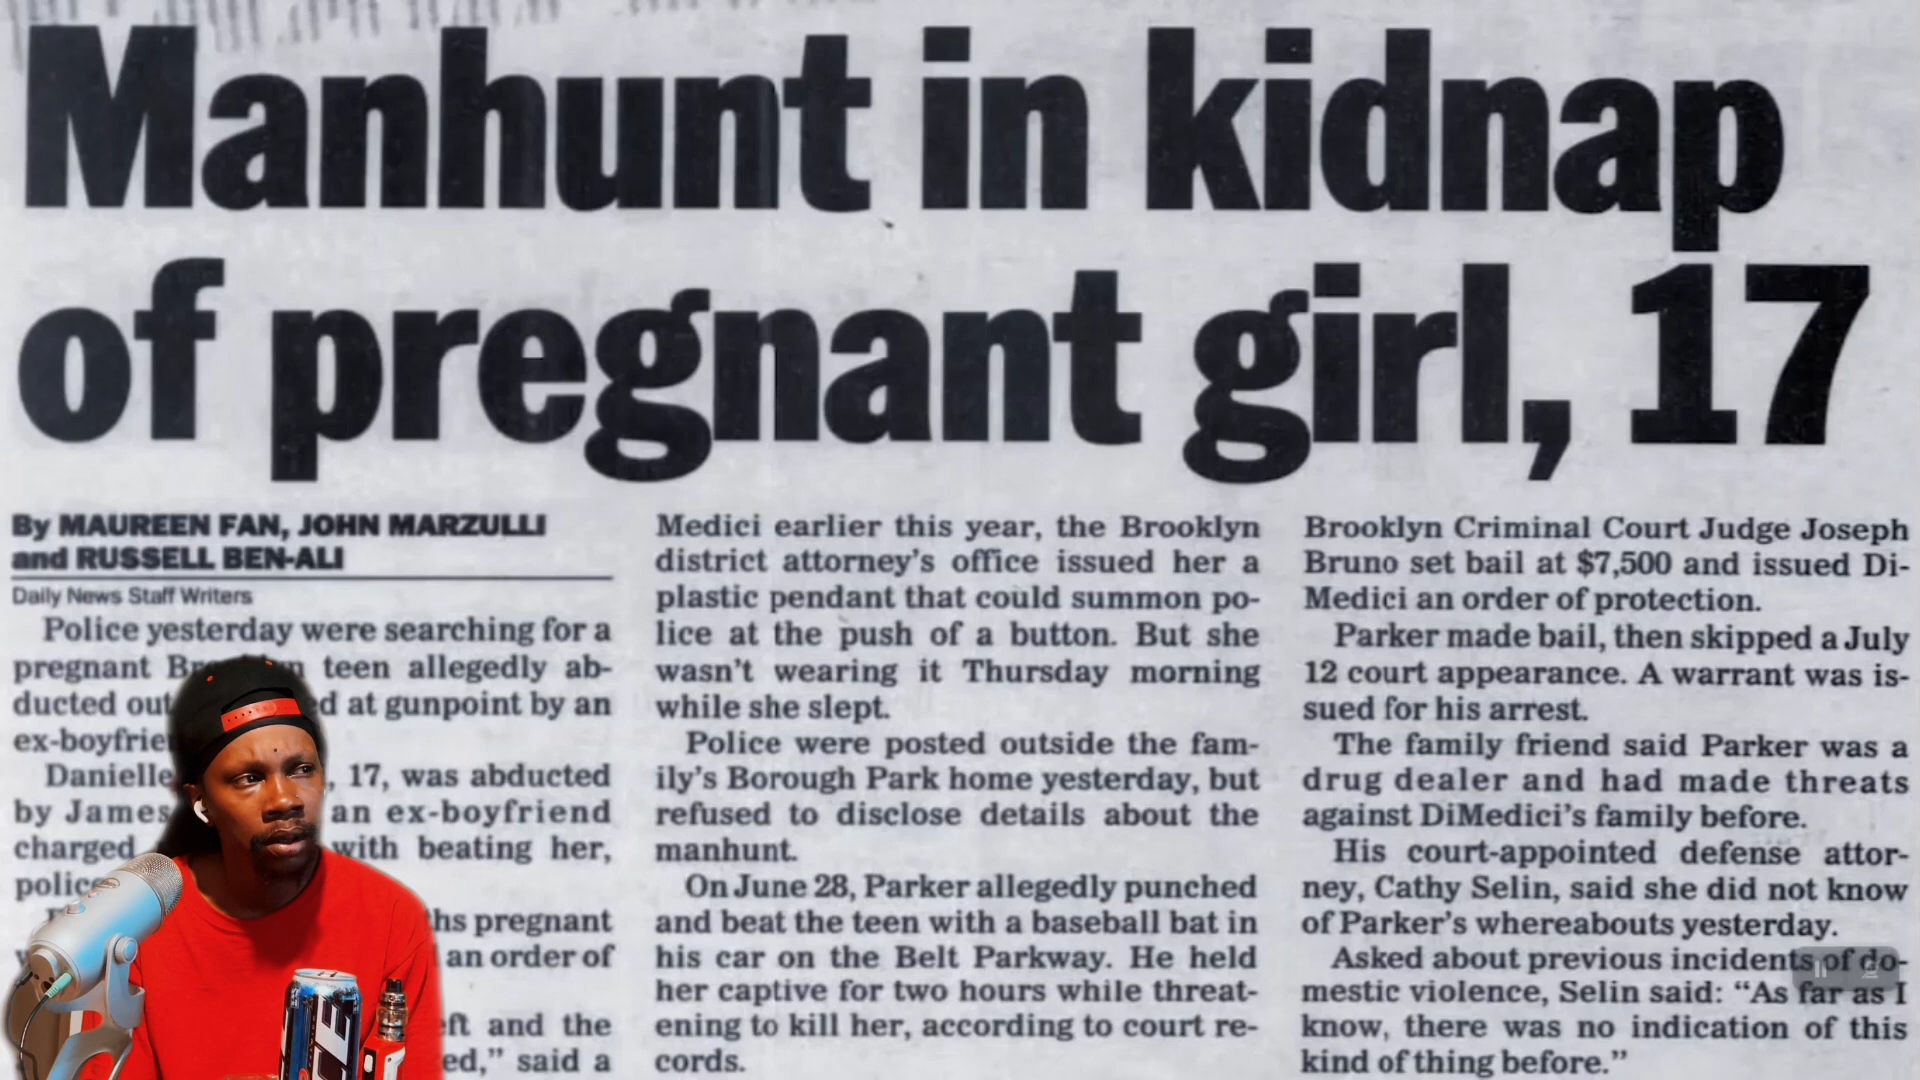 Manhunt in kidnap
of pregnant girl, 17
By MAUREEN FAN, JOHN MARZULLI
and RUSSELL BEN-ALI
Daily News Staff Writers
Police yesterday were searching for a
pregnant teen allegedly ab-
ducted at gunpoint by an
Danielle , 17, was abducted
by James an ex-boyfriend
charged with beating her,
pregnant
an order of
and the
said a
Medici earlier this year, the Brooklyn
district attorney's office issued her a
plastic pendant that could summon po-
lice at the push of a button. But she
wasn't wearing it Thursday morning
while she slept.
Police were posted outside the fam-
ily's Borough Park home yesterday, but
refused to disclose details about the
manhunt.
On June 28, Parker allegedly punched
and beat the teen with a baseball bat in
his car on the Belt Parkway. He held
her captive for two hours while threat-
ening to kill her, according to court re-
cords.
Brooklyn Criminal Court Judge Joseph
Bruno set bail at $7,500 and issued Di-
Medici an order of protection.
Parker made bail, then skipped a July
12 court appearance. A warrant was is-
sued for his arrest.
The family friend said Parker was a
drug dealer and had made threats
against DiMedici's family before.
His court-appointed defense attor-
ney, Cathy Selin, said she did not know
of Parker's whereabouts yesterday.
Asked about previous incidents of do-
mestic violence, Selin said: "As far as I
know, there was no indication of this
kind of thing before."